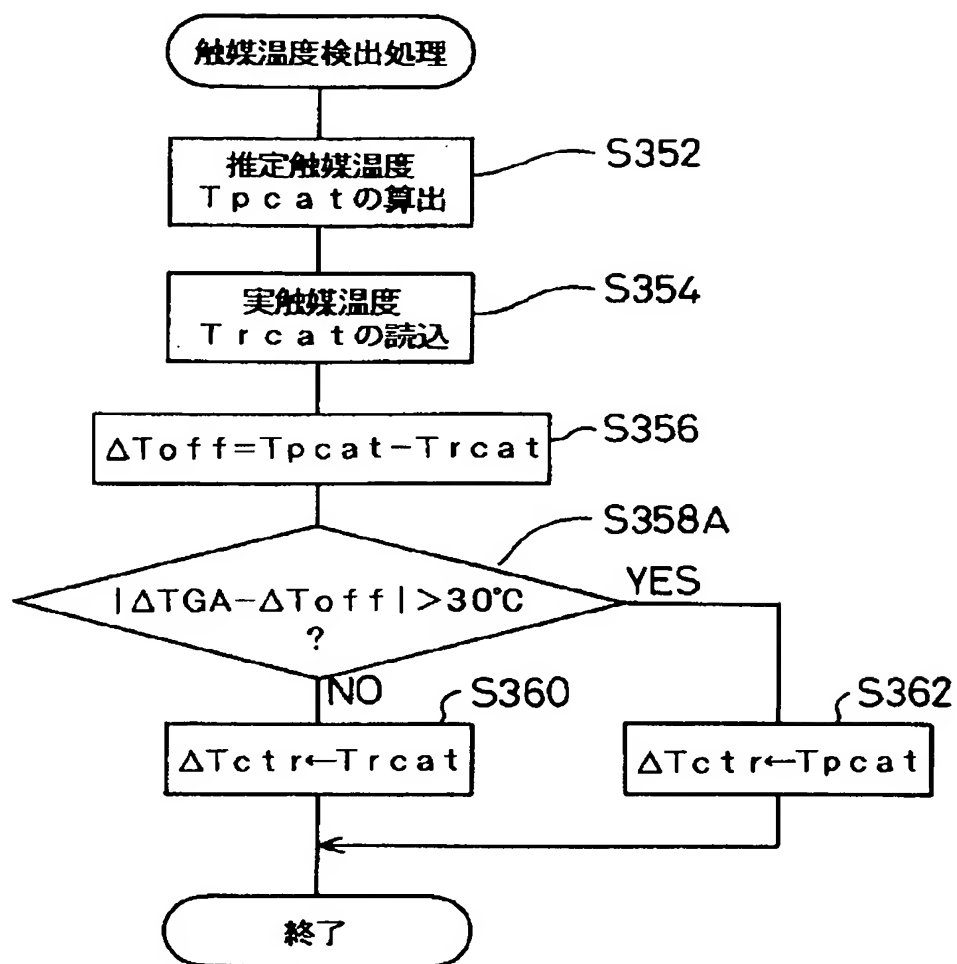 触媒温度検出処理
推定触媒温度
Tpcatの算出
S352
実触媒温度
Trcatの読込
S354
ΔToff=Tpcat-Trcat
S356
S358A
|ΔTGA-ΔToff|>30℃
?
YES
NO
S360
ΔTctr←Trcat
S362
ΔTctr←Tpcat
終了